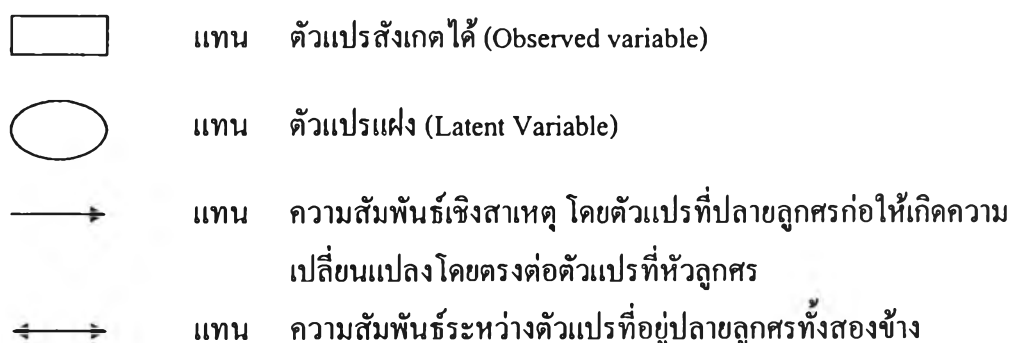 แทน ตัวแปรสังเกตได้ (Observed variable)
แทน ตัวแปรแฝง (Latent Variable)
แทน ความสัมพันธ์เชิงสาเหตุ โดยตัวแปรที่ปลายลูกศรก่อให้เกิดความ
เปลี่ยนแปลงโดยตรงต่อตัวแปรที่หัวลูกศร
แทน ความสัมพันธ์ระหว่างตัวแปรที่อยู่ปลายลูกศรทั้งสองข้าง